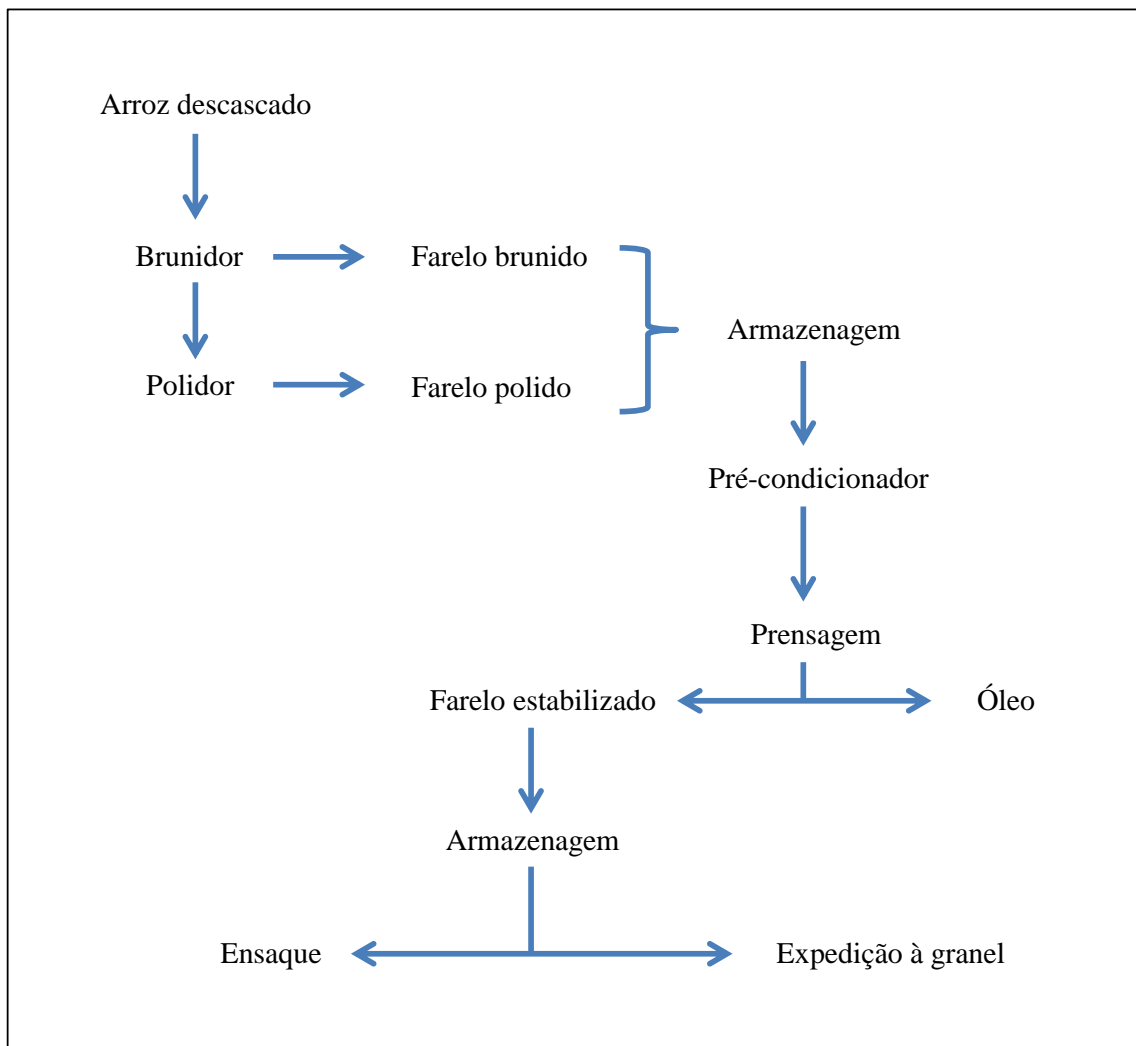 Arroz descascado
Brunidor
Farelo brunido
Armazenagem
Polidor
Farelo polido
Pré-condicionador
Prensagem
Farelo estabilizado
Óleo
Armazenagem
Ensaque
Expedição à granel